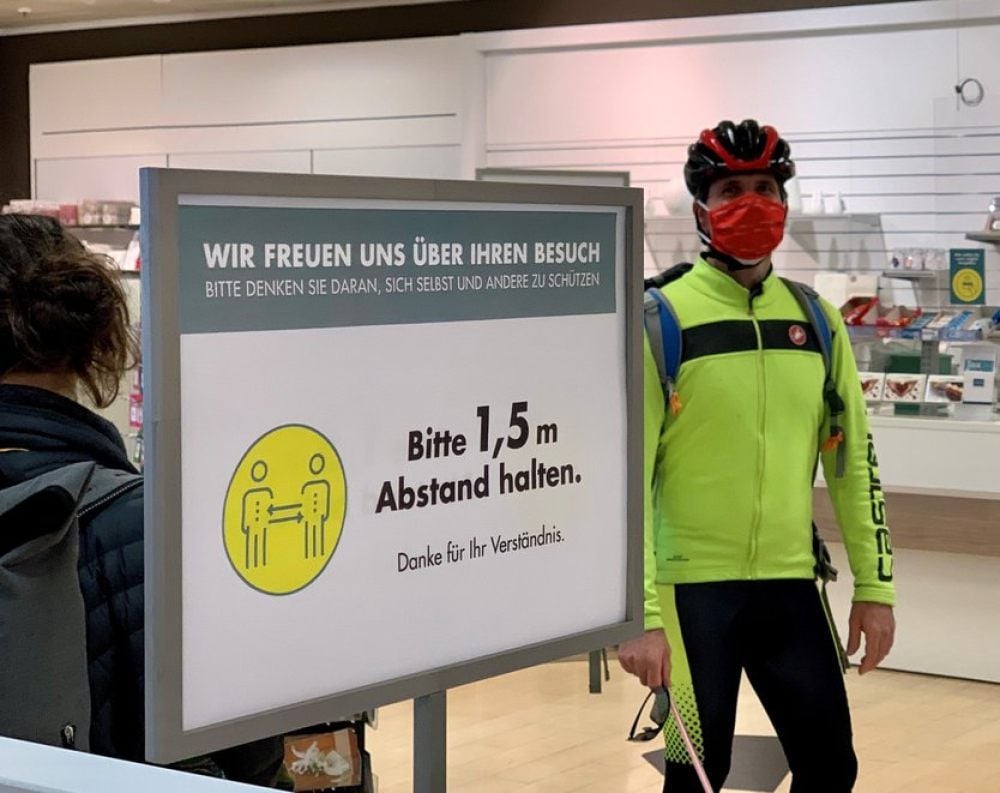 WIR FREUEN UNS ÜBER IHREN BESUCH
BITTE DENKEN SIE DARAN, SICH SELBST UND ANDERE ZU SCHÜTZEN
Bitte 1,5 m
Abstand halten.
Danke für Ihr Verständnis.
castelli